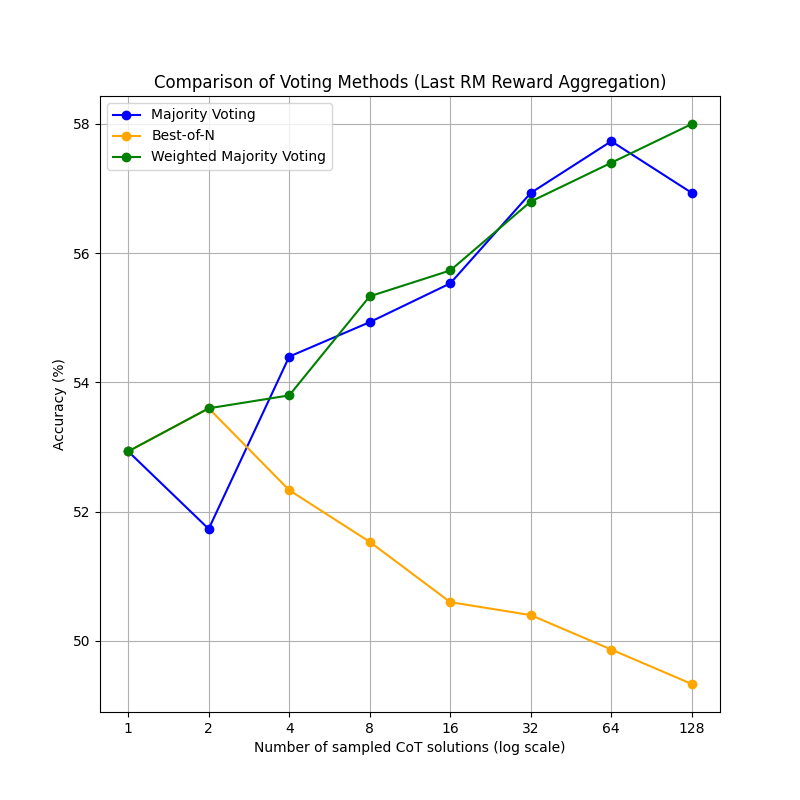 Comparison of Voting Methods (Last RM Reward Aggregation)
Majority Voting
Best-of-N
Weighted Majority Voting
Accuracy (%)
58
56
54
52
50
1 2 4 8 16 32 64 128
Number of sampled CoT solutions (log scale)